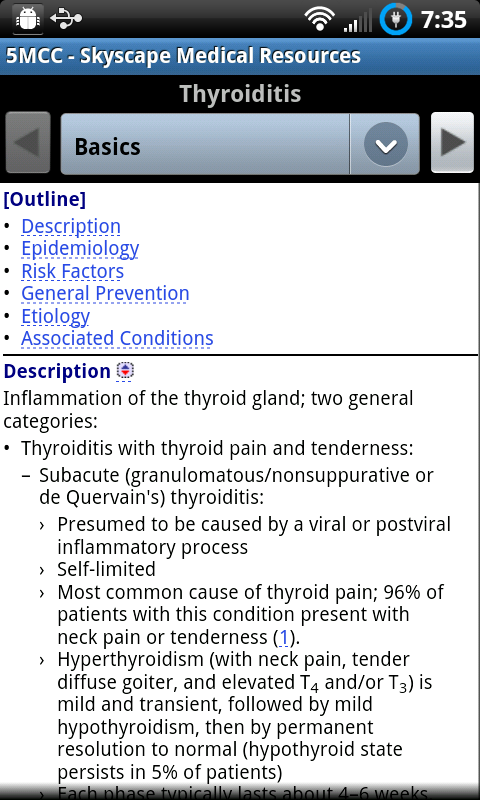 7:35
5MCC - Skyscape Medical Resources
Thyroiditis
Basics
[Outline]
• Description
• Epidemiology
• Risk Factors
• General Prevention
• Etiology
• Associated Conditions
Description
Inflammation of the thyroid gland; two general
categories:
• Thyroiditis with thyroid pain and tenderness:
– Subacute (granulomatous/nonsuppurative or
de Quervain's) thyroiditis:
› Presumed to be caused by a viral or postviral
inflammatory process
› Self-limited
› Most common cause of thyroid pain; 96% of
patients with this condition present with
neck pain or tenderness (1).
› Hyperthyroidism (with neck pain, tender
diffuse goiter, and elevated T4 and/or T3) is
mild and transient, followed by mild
hypothyroidism, then by permanent
resolution to normal (hypothyroid state
persists in 5% of patients)
› Each phase typically lasts about 4–6 weeks